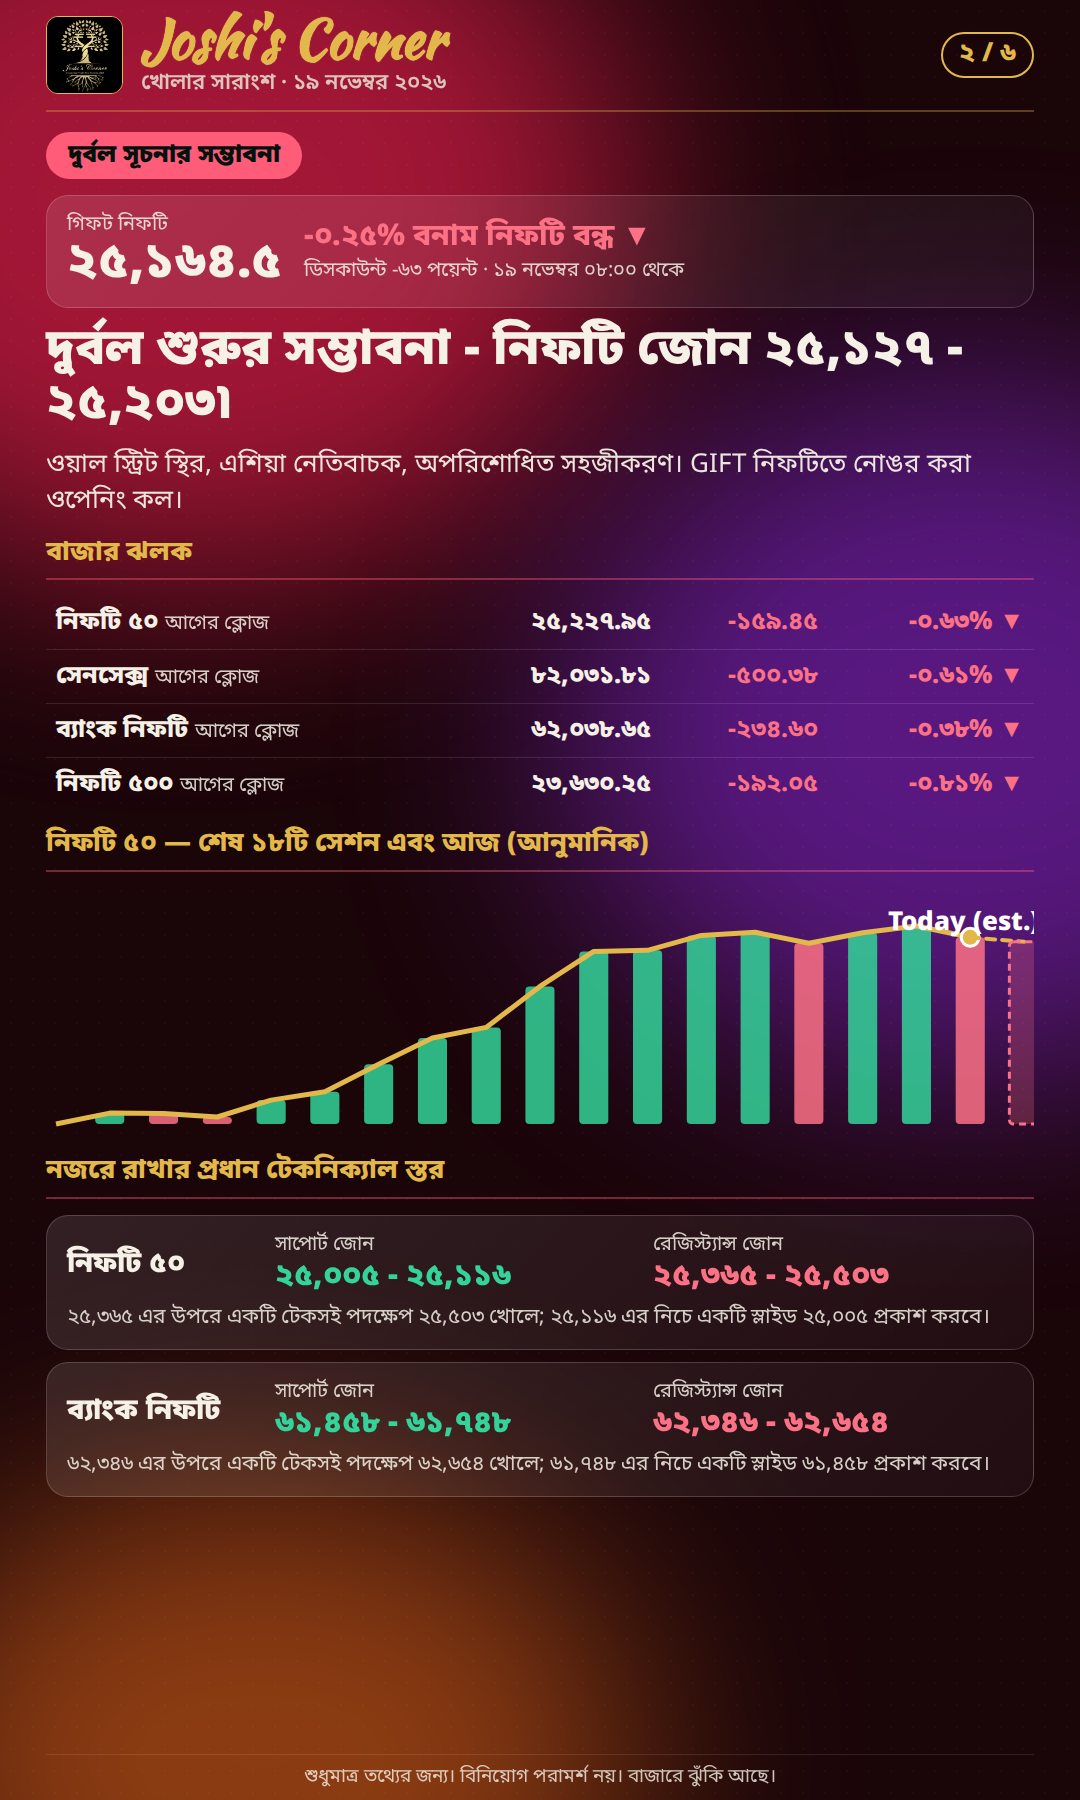 Joshi's Corner
খোলার সারাংশ · ১৯ নভেম্বর ২০২৬
২ / ৬
দুর্বল সূচনার সম্ভাবনা
গিফট নিফটি
২৫,১৬৪.৫
-০.২৫% বনাম নিফটি বন্ধ ▼
ডিসকাউন্ট -৬৩ পয়েন্ট · ১৯ নভেম্বর ০৮:০০ থেকে
দুর্বল শুরুর সম্ভাবনা - নিফটি জোন ২৫,১২৭ -
২৫,২০৩৷
ওয়াল স্ট্রিট স্থির, এশিয়া নেতিবাচক, অপরিশোধিত সহজীকরণ। GIFT নিফটিতে নোঙর করা
ওপেনিং কল।
বাজার ঝলক
নিফটি ৫০ আগের ক্লোজ ২৫,২২৭.৯৫ -১৫৯.৪৫ -০.৬৩% ▼
সেনসেক্স আগের ক্লোজ ৮২,০৩১.৮১ -৫০০.৩৮ -০.৬১% ▼
ব্যাংক নিফটি আগের ক্লোজ ৬২,০৩৮.৬৫ -২৩৪.৬০ -০.৩৮% ▼
নিফটি ৫০০ আগের ক্লোজ ২৩,৬৩০.২৫ -১৯২.০৫ -০.৮১% ▼
নিফটি ৫০ — শেষ ১৮টি সেশন এবং আজ (আনুমানিক)
Today (est.)
নজরে রাখার প্রধান টেকনিক্যাল স্তর
নিফটি ৫০
সাপোর্ট জোন
২৫,০০৫ - ২৫,১১৬
রেজিস্ট্যান্স জোন
২৫,৩৬৫ - ২৫,৫০৩
২৫,৩৬৫ এর উপরে একটি টেকসই পদক্ষেপ ২৫,৫০৩ খোলে; ২৫,১১৬ এর নিচে একটি স্লাইড ২৫,০০৫ প্রকাশ করবে।
ব্যাংক নিফটি
সাপোর্ট জোন
৬১,৪৫৮ - ৬১,৭৪৮
রেজিস্ট্যান্স জোন
৬২,৩৪৬ - ৬২,৬৫৪
৬২,৩৪৬ এর উপরে একটি টেকসই পদক্ষেপ ৬২,৬৫৪ খোলে; ৬১,৭৪৮ এর নিচে একটি স্লাইড ৬১,৪৫৮ প্রকাশ করবে।
শুধুমাত্র তথ্যের জন্য। বিনিয়োগ পরামর্শ নয়। বাজারে ঝুঁকি আছে।